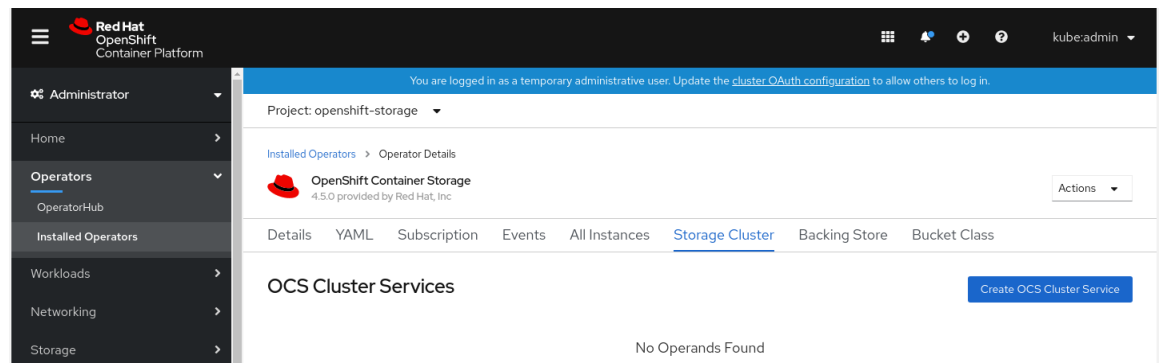 Red Hat
OpenShift
Container Platform
kube:admin
Administrator
Home
Operators
OperatorHub
Installed Operators
Workloads
Networking
Storage
You are logged in as a temporary administrative user. Update the cluster OAuth configuration to allow others to log in.
Project: openshift-storage
Installed Operators > Operator Details
OpenShift Container Storage
4.5.0 provided by Red Hat, Inc
Actions
Details YAML Subscription Events All Instances Storage Cluster Backing Store Bucket Class
OCS Cluster Services
Create OCS Cluster Service
No Operands Found